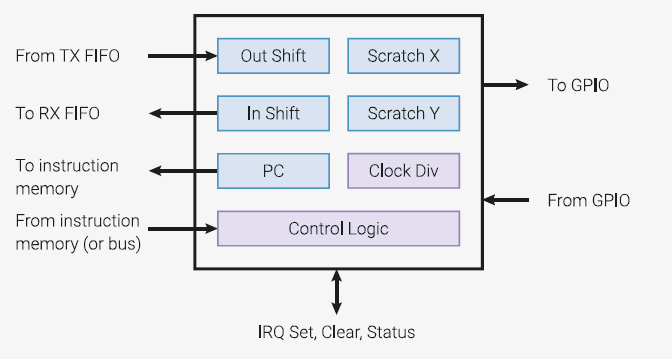 From TX FIFO
Out Shift
Scratch X
To GPIO
To RX FIFO
In Shift
Scratch Y
To instruction
memory
PC
Clock Div
From GPIO
From instruction
memory (or bus)
Control Logic
IRQ Set, Clear, Status